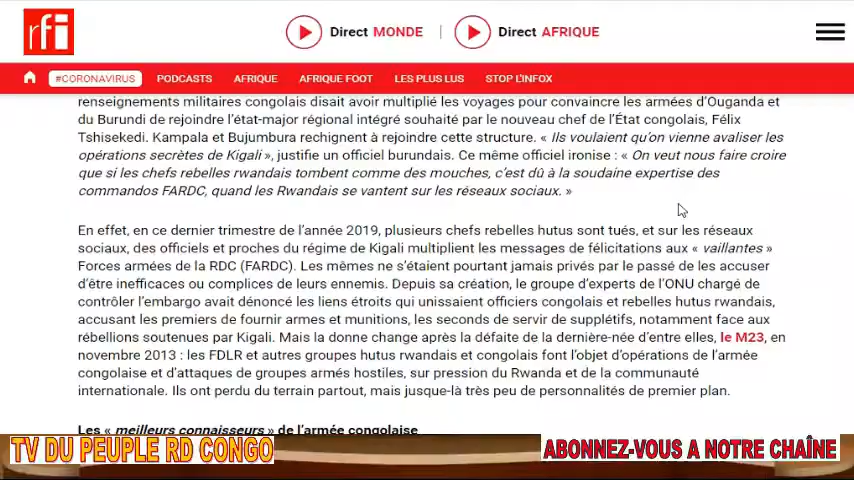 rfi
Direct MONDE | Direct AFRIQUE
#CORONAVIRUS PODCASTS AFRIQUE AFRIQUE FOOT LES PLUS LUS STOP L'INFOX
renseignements militaires congolais disait avoir multiplié les voyages pour convaincre les armées d'Ouganda et
du Burundi de rejoindre l'état-major régional intégré souhaité par le nouveau chef de l'État congolais, Félix
Tshisekedi. Kampala et Bujumbura rechignent à rejoindre cette structure. « Ils voulaient qu'on vienne avaliser les
opérations secrètes de Kigali », justifie un officiel burundais. Ce même officiel ironise : « On veut nous faire croire
que si les chefs rebelles rwandais tombent comme des mouches, c'est dû à la soudaine expertise des
commandos FARDC, quand les Rwandais se vantent sur les réseaux sociaux. »
En effet, en ce dernier trimestre de l'année 2019, plusieurs chefs rebelles hutus sont tués, et sur les réseaux
sociaux, des officiels et proches du régime de Kigali multiplient les messages de félicitations aux « vaillantes »
Forces armées de la RDC (FARDC). Les mêmes ne s'étaient pourtant jamais privés par le passé de les accuser
d'être inefficaces ou complices de leurs ennemis. Depuis sa création, le groupe d'experts de l'ONU chargé de
contrôler l'embargo avait dénoncé les liens étroits qui unissaient officiers congolais et rebelles hutus rwandais,
accusant les premiers de fournir armes et munitions, les seconds de servir de supplétifs, notamment face aux
rébellions soutenues par Kigali. Mais la donne change après la défaite de la dernière-née d'entre elles, le M23, en
novembre 2013 : les FDLR et autres groupes hutus rwandais et congolais font l'objet d'opérations de l'armée
congolaise et d'attaques de groupes armés hostiles, sur pression du Rwanda et de la communauté
internationale. Ils ont perdu du terrain partout, mais jusque-là très peu de personnalités de premier plan.
Les « meilleurs connaisseurs » de l'armée congolaise
TV DU PEUPLE RD CONGO ABONNEZ-VOUS A NOTRE CHAÎNE